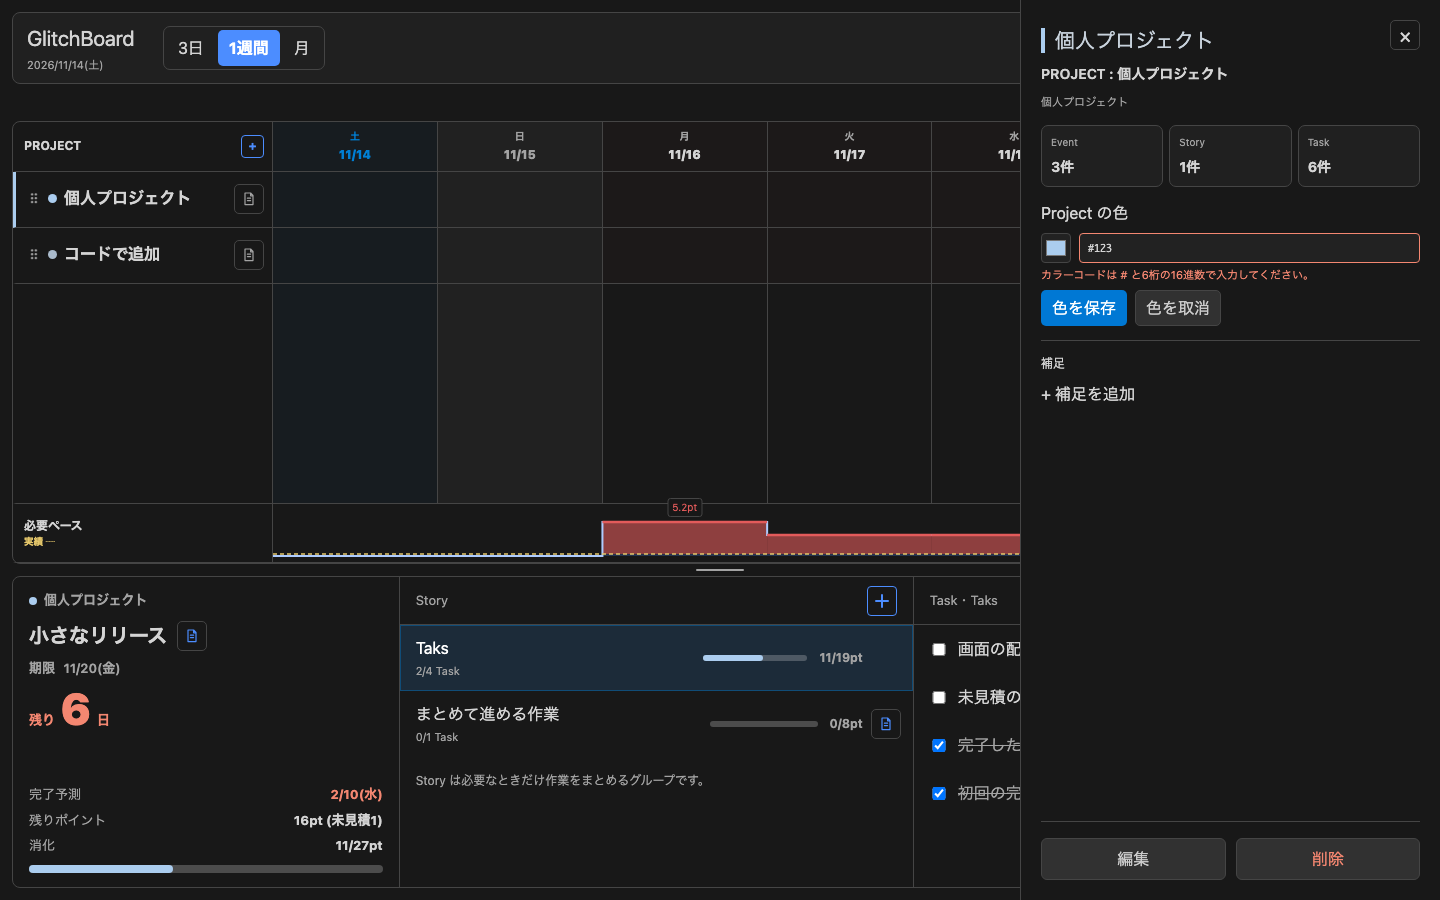 GlitchBoard
2026/11/14(土)
3日 1週間 月
PROJECT +
土
11/14
日
11/15
月
11/16
火
11/17
水
個人プロジェクト
コードで追加
必要ペース
実績
5.2pt
個人プロジェクト
小さなリリース
期限 11/20(金)
残り 6 日
完了予測 2/10(水)
残りポイント 16pt (未見積1)
消化 11/27pt
Story +
Taks
2/4 Task
11/19pt
まとめて進める作業
0/1 Task
0/8pt
Story は必要なときだけ作業をまとめるグループです。
Task・Taks
画面の配
未見積の
完了した
初回の完
個人プロジェクト
PROJECT : 個人プロジェクト
個人プロジェクト
Event
3件
Story
1件
Task
6件
Project の色
#123
カラーコードは # と6桁の16進数で入力してください。
色を保存 色を取消
補足
+ 補足を追加
編集 削除